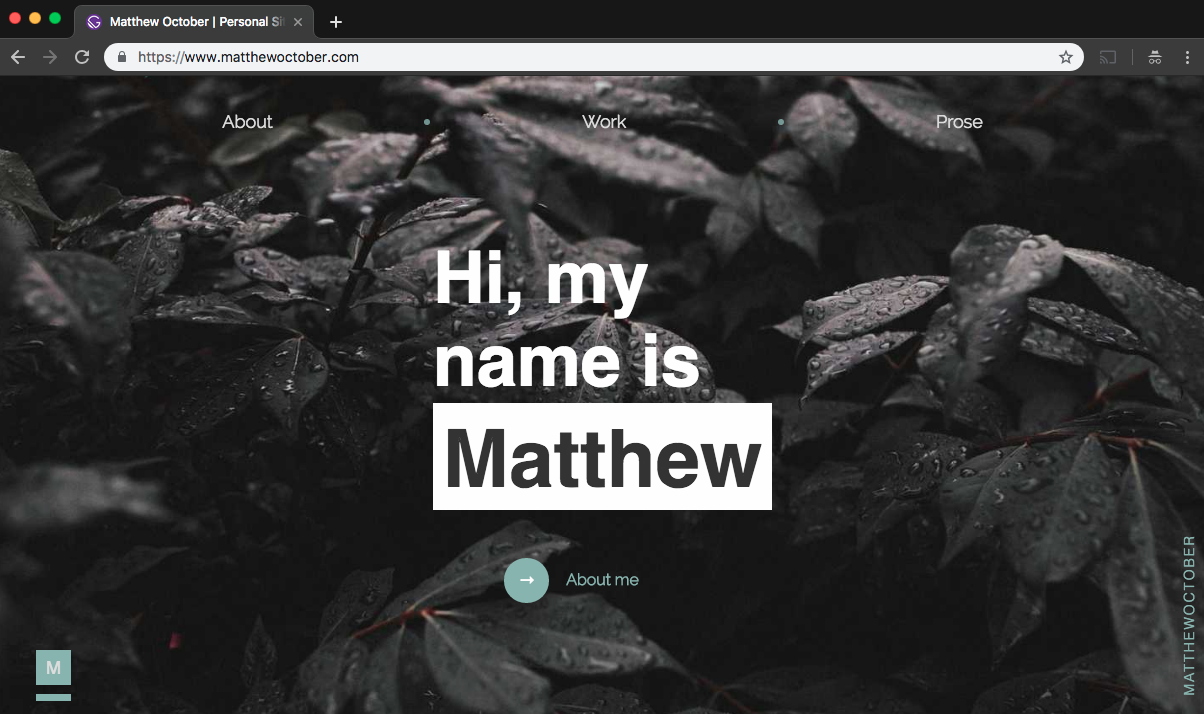 Matthew October | Personal Si
https://www.matthewoctober.com
About
Work
Prose
Hi, my
name is
Matthew
About me
MATTHEWOCTOBER
M